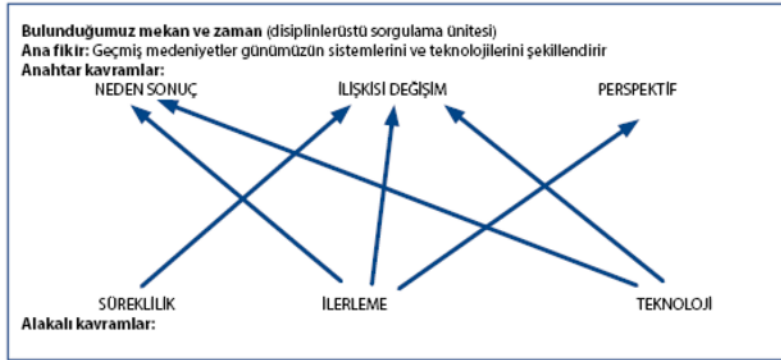 Bulunduğumuz mekan ve zaman (disiplinlerüstü sorgulama ünitesi)
Ana fikir: Geçmiş medeniyetler günümüzün sistemlerini ve teknolojilerini şekillendirir
Anahtar kavramlar:
NEDEN SONUÇ İLİŞKİSİ DEĞİŞİM PERSPEKTİF
SÜREKLİLİK İLERLEME TEKNOLOJİ
Alakalı kavramlar: